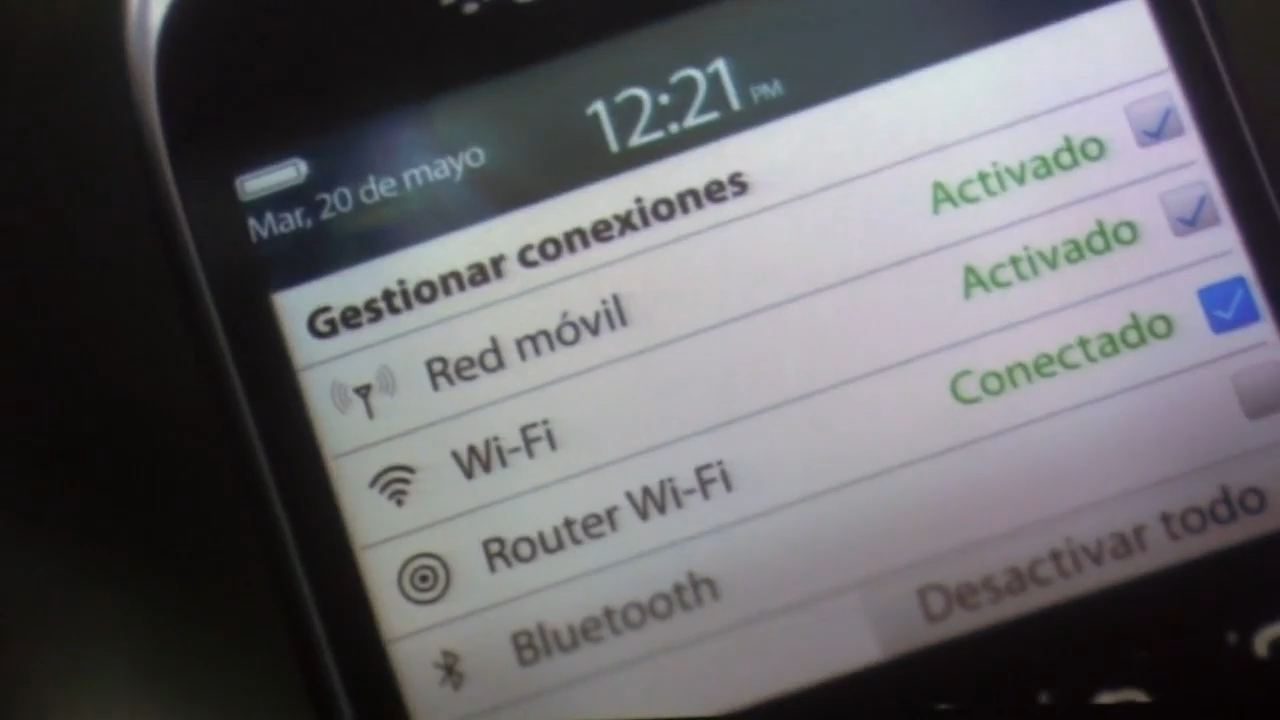 12:21 PM
Mar, 20 de mayo
Gestionar conexiones
Red móvil Activado
Wi-Fi Activado
Router Wi-Fi Conectado
Bluetooth
Desactivar todo